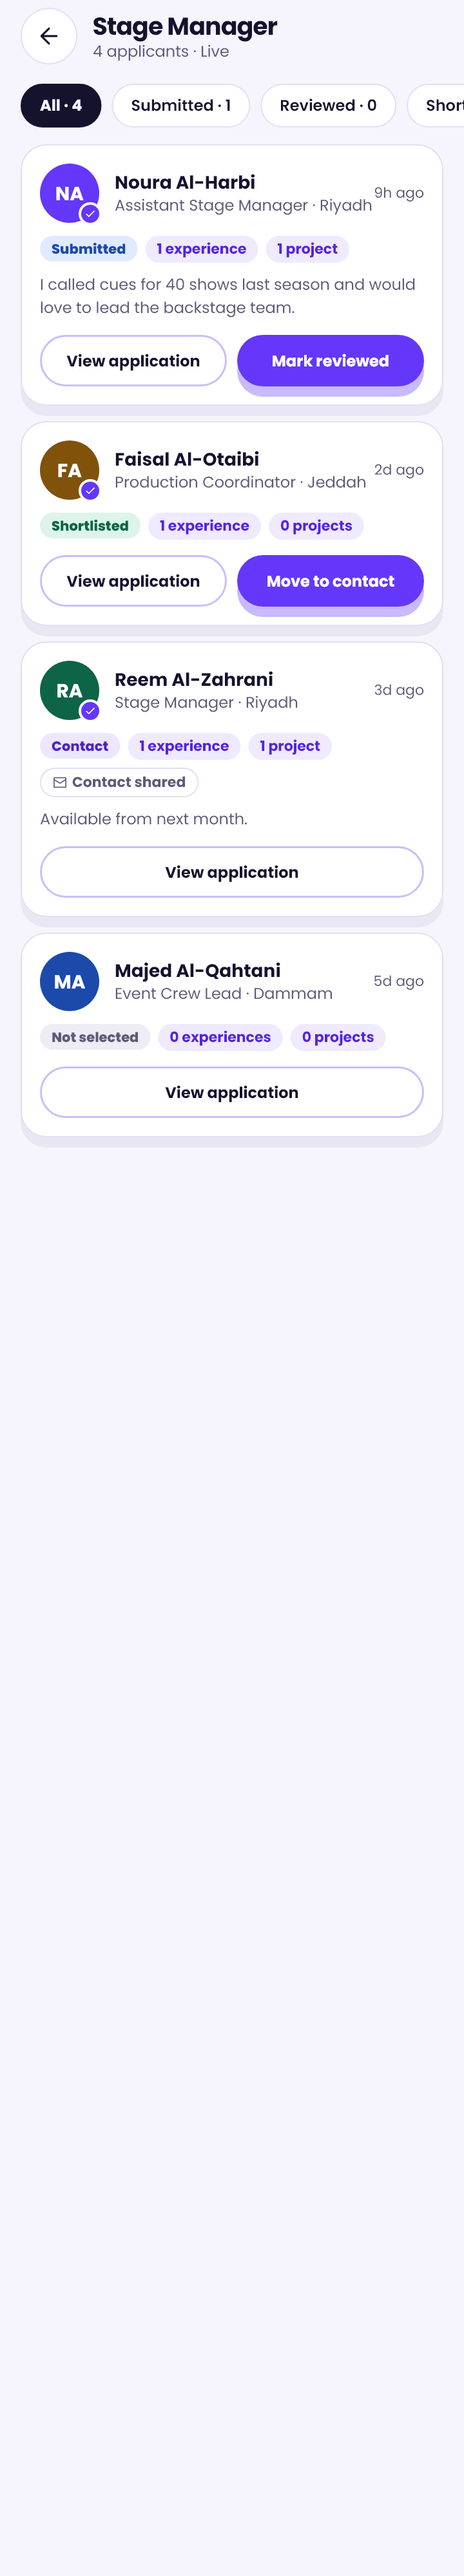 Stage Manager
4 applicants · Live
All · 4
Submitted · 1
Reviewed · 0
Short
NA
Noura Al-Harbi
Assistant Stage Manager · Riyadh
9h ago
Submitted
1 experience
1 project
I called cues for 40 shows last season and would
love to lead the backstage team.
View application
Mark reviewed
FA
Faisal Al-Otaibi
Production Coordinator · Jeddah
2d ago
Shortlisted
1 experience
0 projects
View application
Move to contact
RA
Reem Al-Zahrani
Stage Manager · Riyadh
3d ago
Contact
1 experience
1 project
Contact shared
Available from next month.
View application
MA
Majed Al-Qahtani
Event Crew Lead · Dammam
5d ago
Not selected
0 experiences
0 projects
View application